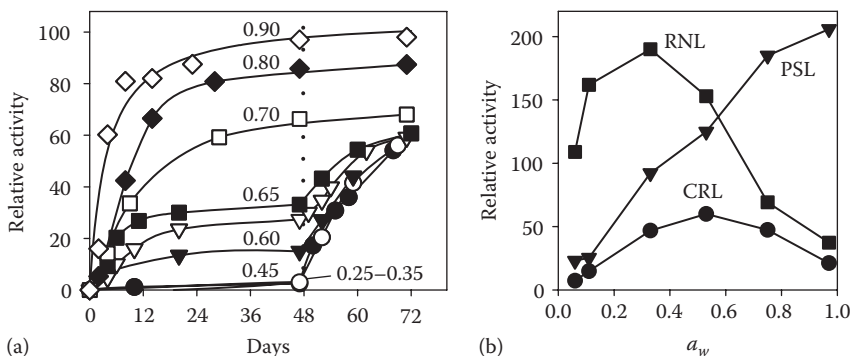 100
80
60
40
20
0
Relative activity
0.90
0.80
0.70
0.65
0.60
0.45
0.25–0.35
0 12 24 36 48 60 72
Days
(a)
200
150
100
50
0
Relative activity
RNL
PSL
CRL
0.0 0.2 0.4 0.6 0.8 1.0
a_w
(b)